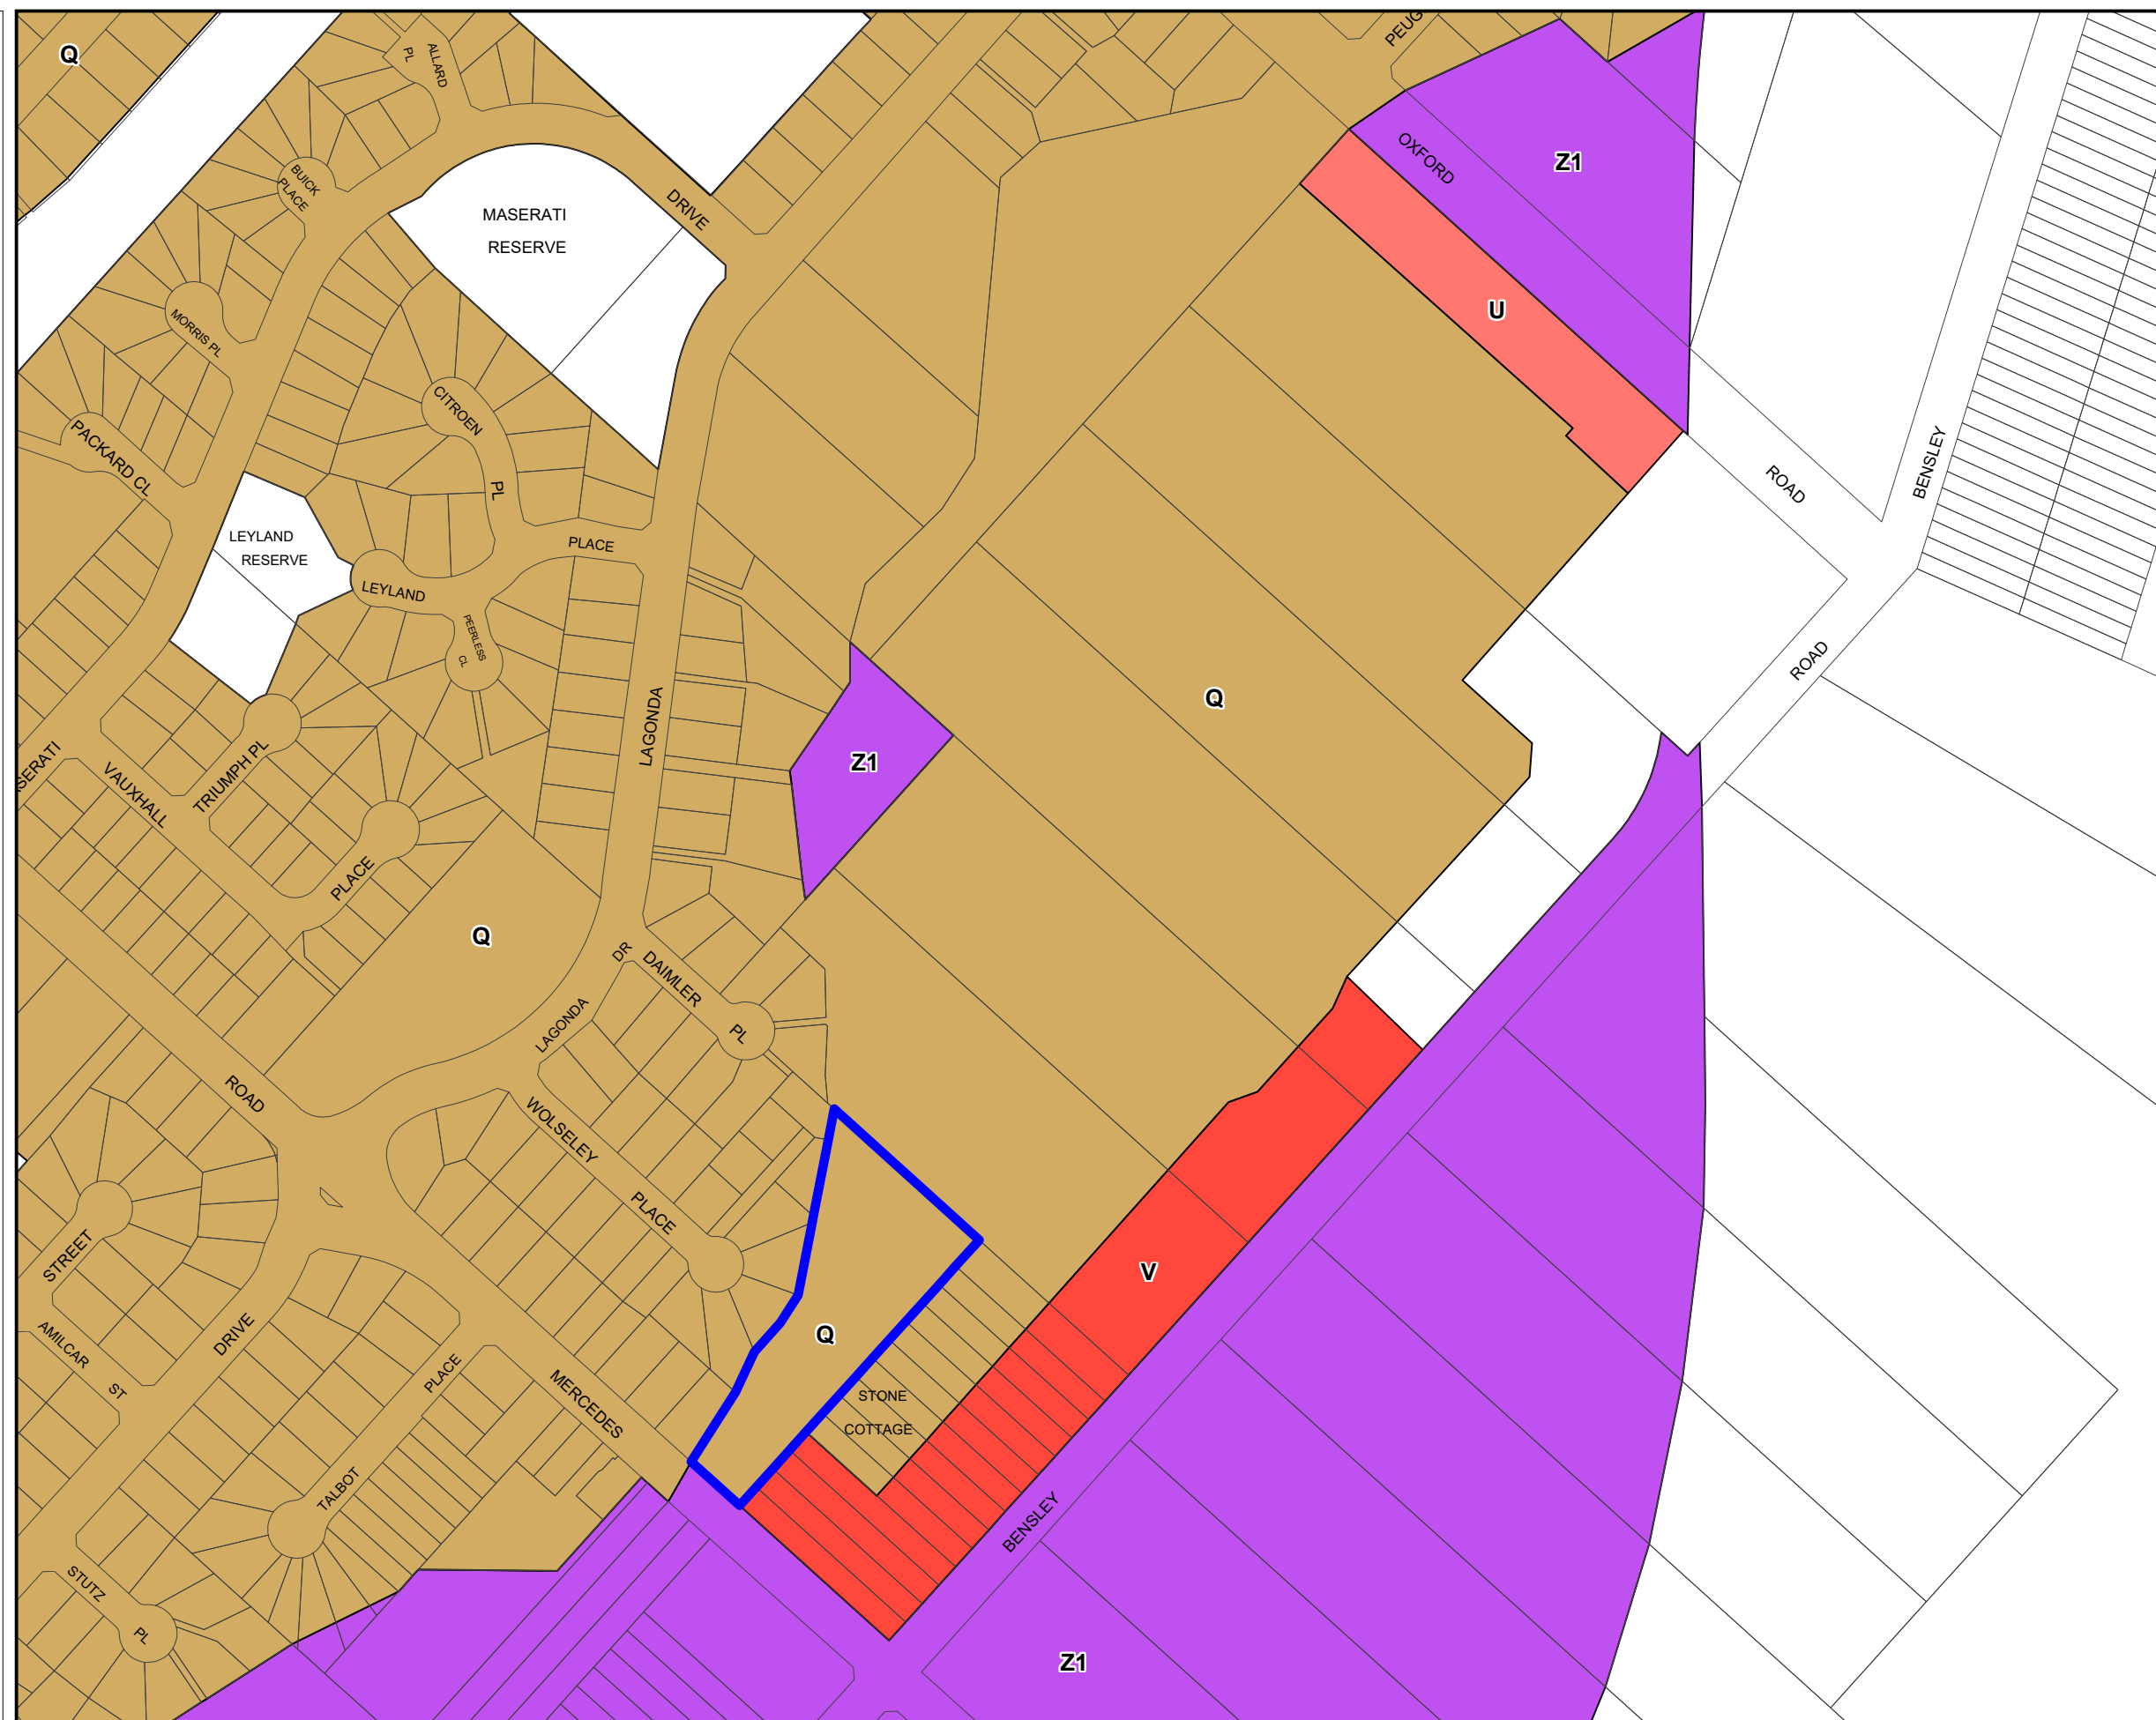 Q
PL
ALLARD
PEUG
BUICK
PLACE
MASERATI
RESERVE
DRIVE
OXFORD
Z1
MORRIS PL
U
CITROEN
PL
PACKARD CL
ROAD
BENSLEY
LEYLAND
RESERVE
PLACE
LEYLAND
PEERLESS
CL
ROAD
Q
LAGONDA
Z1
SERATI
VAUXHALL
TRIUMPH PL
PLACE
Q
DR
DAIMLER
PL
LAGONDA
ROAD
WOLSELEY
PLACE
STREET
V
DRIVE
AMILCAR
ST
PLACE
Q
MERCEDES
STONE
COTTAGE
TALBOT
BENSLEY
STUTZ
PL
Z1